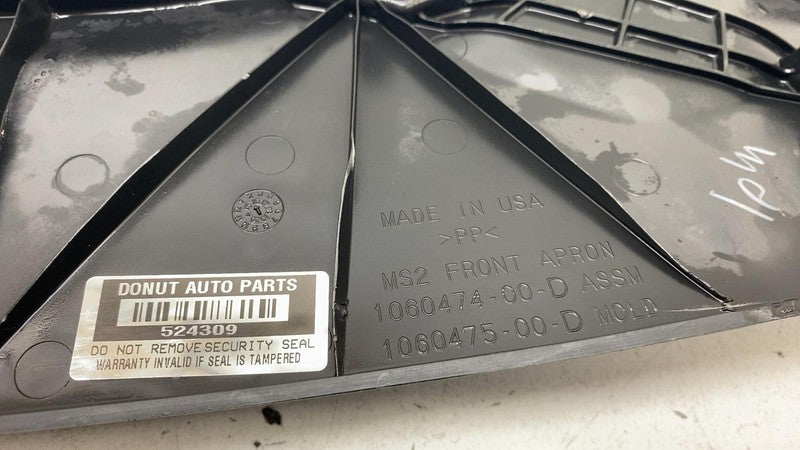 MADE IN USA
>PP<
MS2 FRONT APRON
1060474-00-D ASSM
1060475-00-D MOLD
DONUT AUTO PARTS
524309
DO NOT REMOVE SECURITY SEAL
WARRANTY INVALID IF SEAL IS TAMPERED